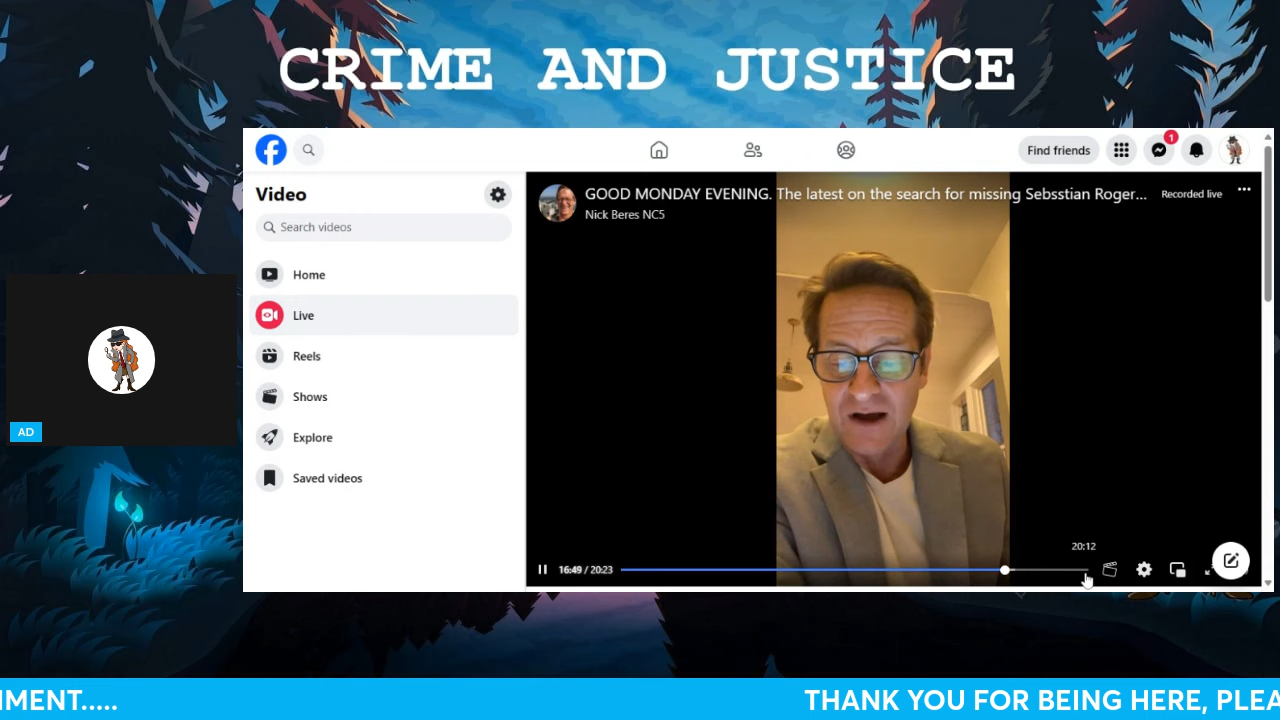 CRIME AND JUSTICE
Find friends
1
Video
Search videos
Home
Live
Reels
Shows
Explore
Saved videos
GOOD MONDAY EVENING. The latest on the search for missing Sebsstian Roger...
Recorded live
Nick Beres NC5
20:12
16:49 / 20:23
AD
MENT.....
THANK YOU FOR BEING HERE, PLEA